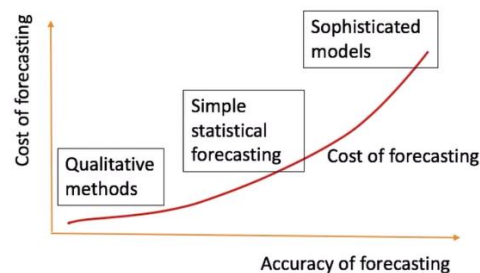 Sophisticated
models
Cost of forecasting
Simple
statistical
forecasting
Cost of forecasting
Qualitative
methods
Accuracy of forecasting